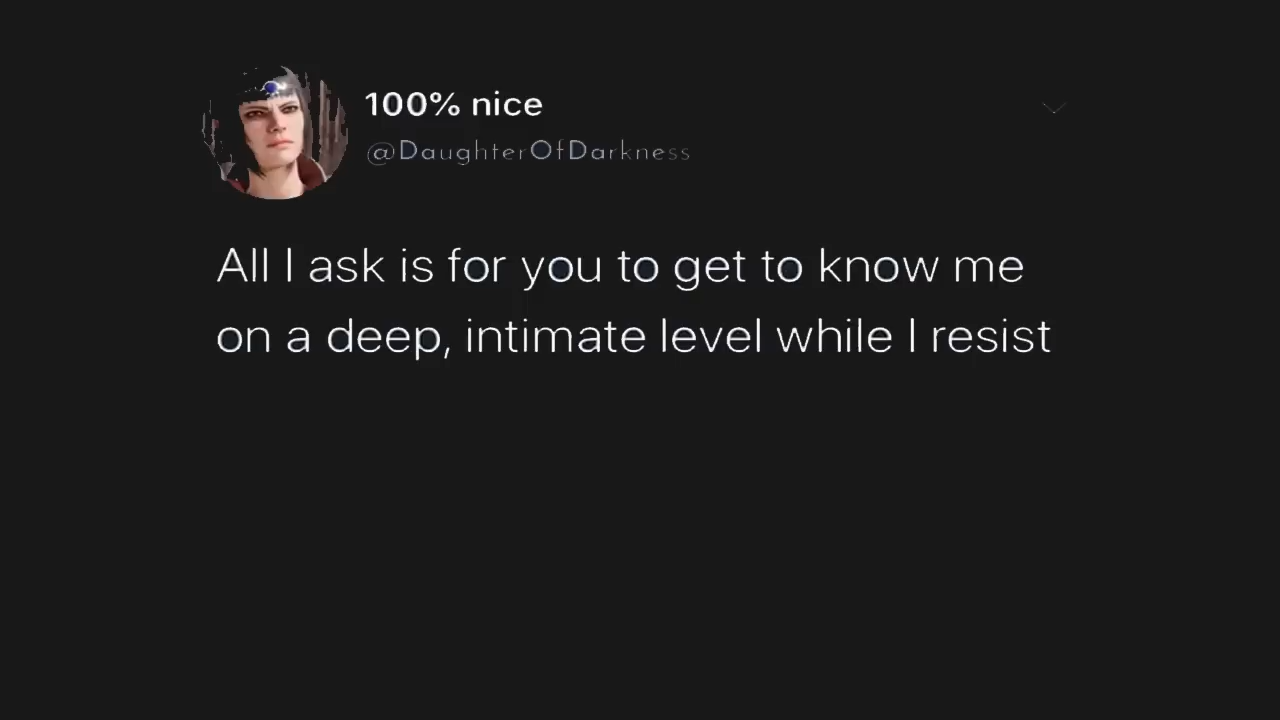 100% nice
@DaughterOfDarkness
All I ask is for you to get to know me
on a deep, intimate level while I resist